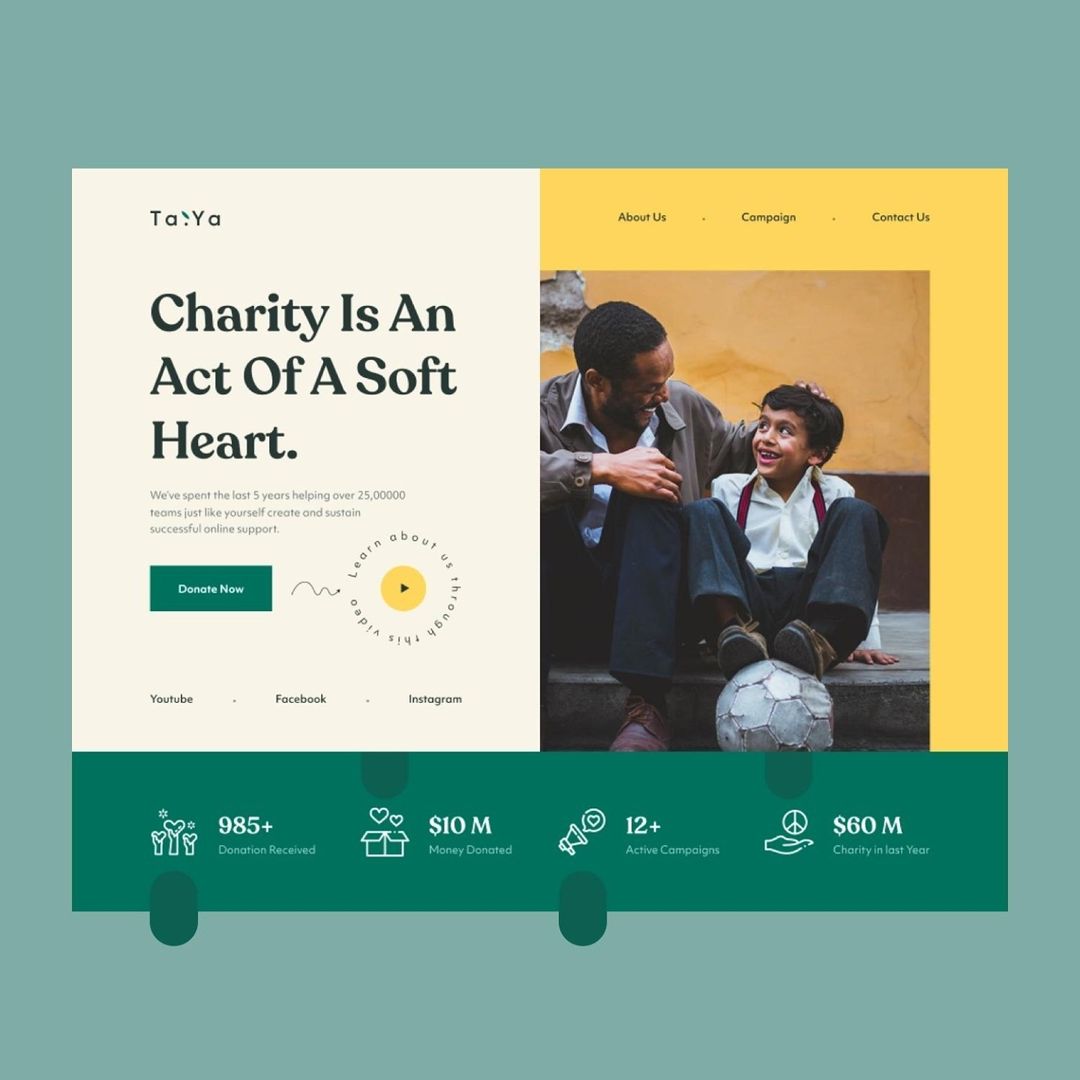 Ta:Ya
About Us
Campaign
Contact Us
Charity Is An
Act Of A Soft
Heart.
We've spent the last 5 years helping over 25,00000
teams just like yourself create and sustain
successful online support.
Donate Now
Learn about us through this video
Youtube
Facebook
Instagram
985+
Donation Received
$10 M
Money Donated
12+
Active Campaigns
$60 M
Charity in last Year